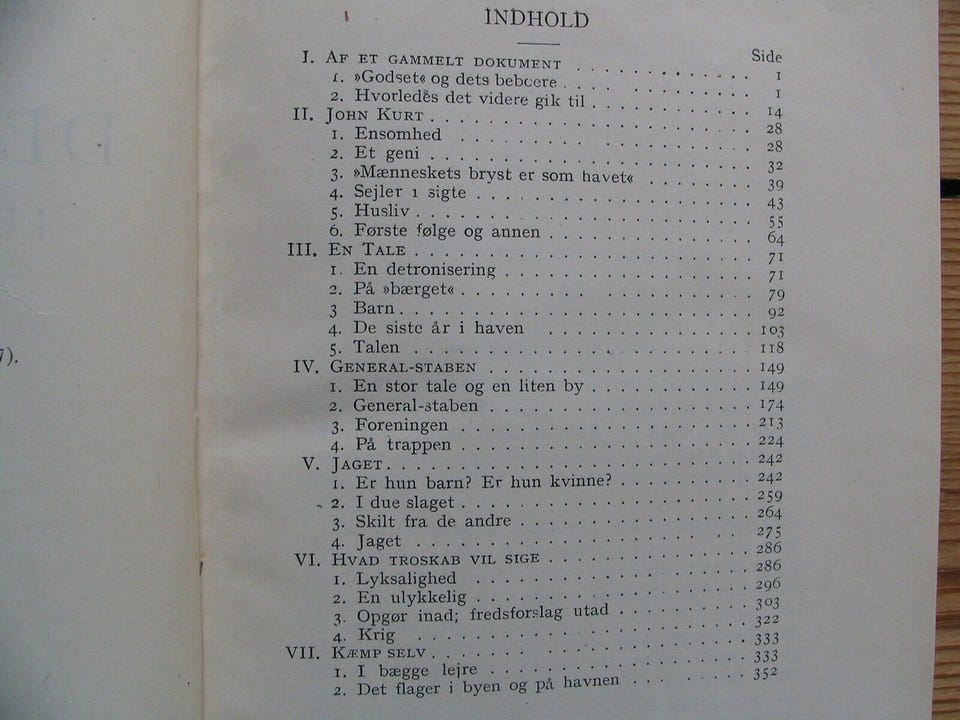 INDHOLD
Side
I. AF ET GAMMELT DOKUMENT . . . . . . . . . . 1
1. »Godset« og dets beboere . . . . . . . . . . 1
2. Hvorledes det videre gik til . . . . . . . . . . 14
II. JOHN KURT . . . . . . . . . . 28
1. Ensomhed . . . . . . . . . . 28
2. Et geni . . . . . . . . . . 32
3. »Mænneskets bryst er som havet« . . . . . . . . . . 39
4. Sejler i sigte . . . . . . . . . . 43
5. Husliv . . . . . . . . . . 55
6. Første følge og annen . . . . . . . . . . 64
III. EN TALE . . . . . . . . . . 71
1. En detronisering . . . . . . . . . . 71
2. På »bærget« . . . . . . . . . . 79
3 Barn . . . . . . . . . . 92
4. De siste år i haven . . . . . . . . . . 103
5. Talen . . . . . . . . . . 118
IV. GENERAL-STABEN . . . . . . . . . . 149
1. En stor tale og en liten by . . . . . . . . . . 149
2. General-staben . . . . . . . . . . 174
3. Foreningen . . . . . . . . . . 213
4. På trappen . . . . . . . . . . 224
V. JAGET . . . . . . . . . . 242
1. Er hun barn? Er hun kvinne? . . . . . . . . . . 242
2. I due slaget . . . . . . . . . . 259
3. Skilt fra de andre . . . . . . . . . . 264
4. Jaget . . . . . . . . . . 275
VI. HVAD TROSKAB VIL SIGE . . . . . . . . . . 286
1. Lyksalighed . . . . . . . . . . 286
2. En ulykkelig . . . . . . . . . . 296
3. Opgør inad; fredsforslag utad . . . . . . . . . . 303
4. Krig . . . . . . . . . . 322
VII. KÆMP SELV . . . . . . . . . . 333
1. I bægge lejre . . . . . . . . . . 333
2. Det flager i byen og på havnen . . . . . . . . . . 352